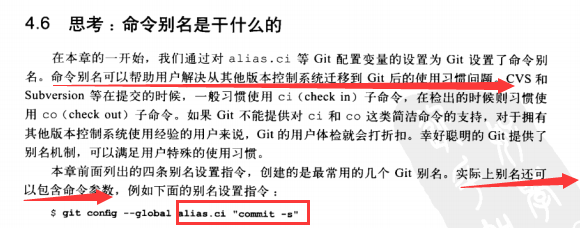 4.6 思考：命令别名是干什么的
在本章的一开始，我们通过对 alias.ci 等 Git 配置变量的设置为 Git 设置了命令别
名。命令别名可以帮助用户解决从其他版本控制系统迁移到 Git 后的使用习惯问题。CVS 和
Subversion 等在提交的时候，一般习惯使用 ci（check in）子命令，在检出的时候则习惯使
用 co（check out）子命令。如果 Git 不能提供对 ci 和 co 这类简洁命令的支持，对于拥有
其他版本控制系统使用经验的用户来说，Git 的用户体检就会打折扣。幸好聪明的 Git 提供了
别名机制，可以满足用户特殊的使用习惯。
本章前面列出的四条别名设置指令，创建的是最常用的几个 Git 别名。实际上别名还可
以包含命令参数，例如下面的别名设置指令：
$ git config --global alias.ci "commit -s"